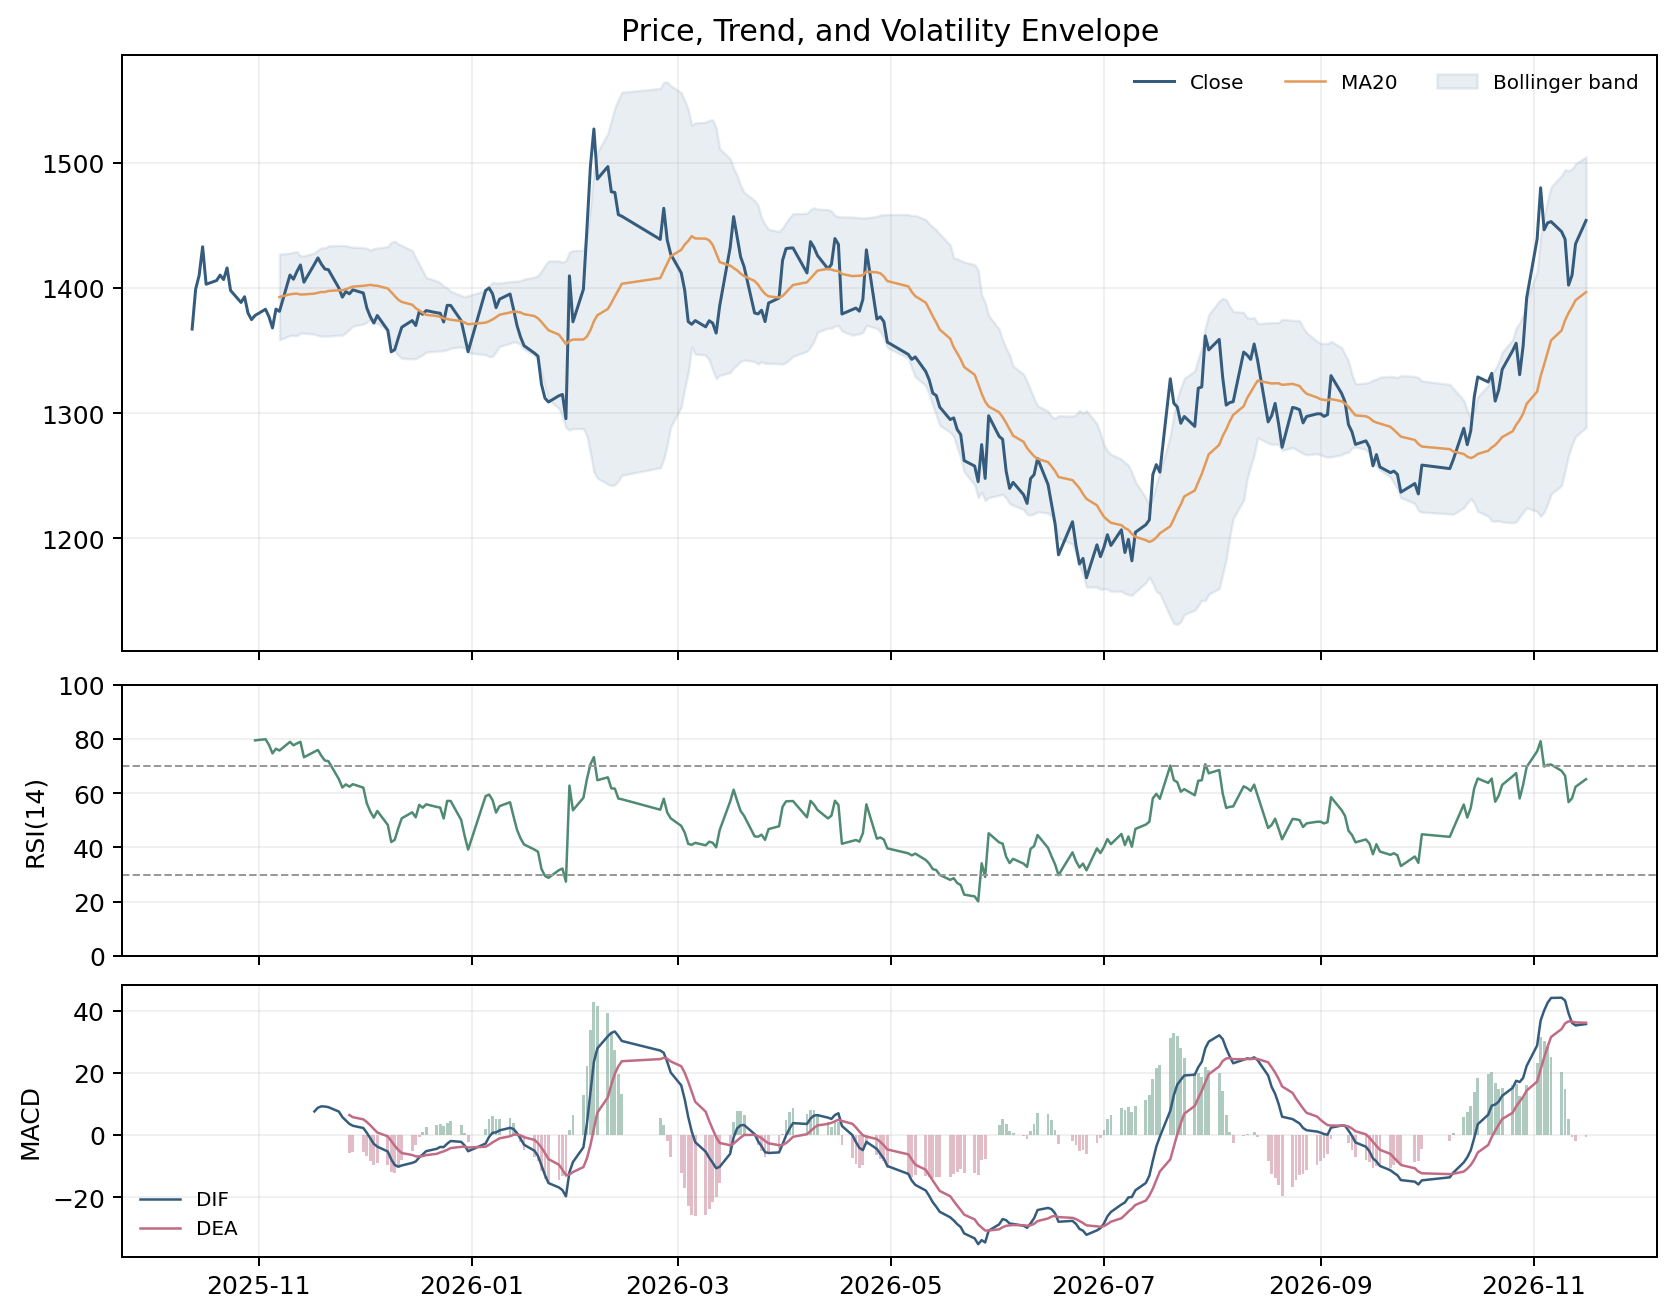 Price, Trend, and Volatility Envelope
Close MA20 Bollinger band
1500
1400
1300
1200
RSI(14)
100
80
60
40
20
0
MACD
40
20
0
−20
DIF
DEA
2025-11 2026-01 2026-03 2026-05 2026-07 2026-09 2026-11